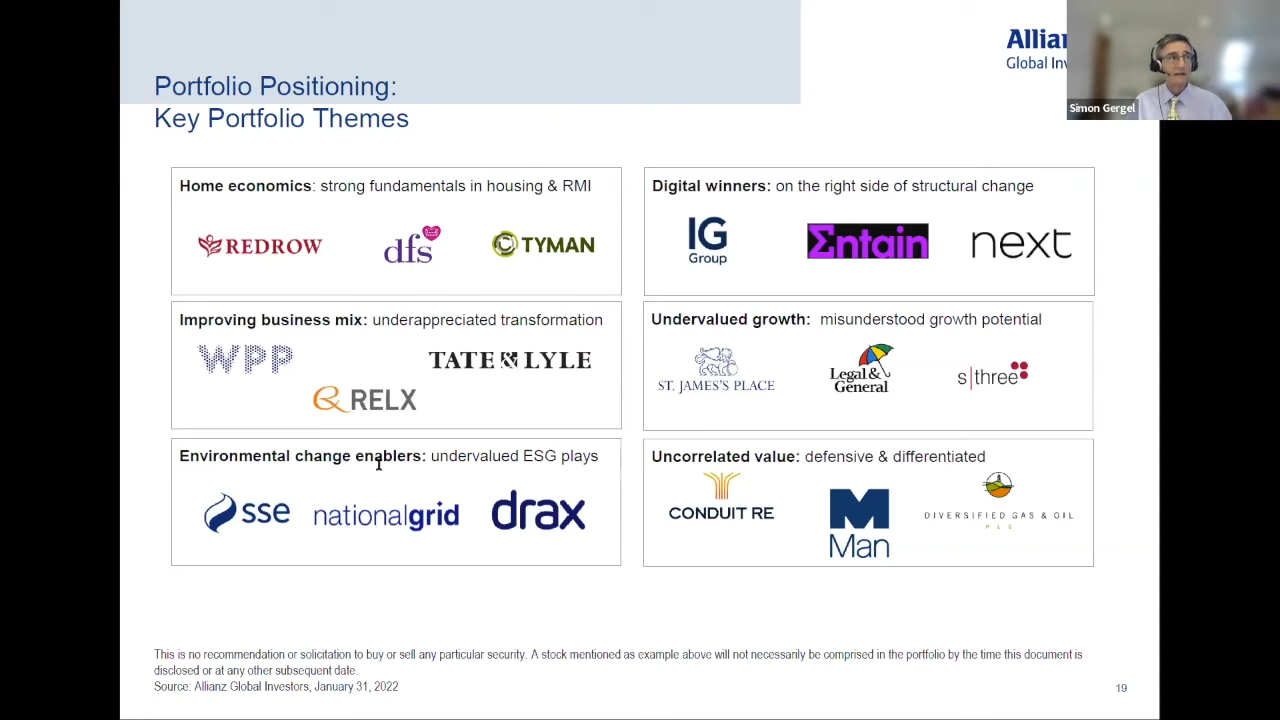 Portfolio Positioning:
Key Portfolio Themes
Global
Simon Gergel
Home economics: strong fundamentals in housing & RMI
REDROW
dfs
TYMAN
Digital winners: on the right side of structural change
IG
Group
Σntain
next
Improving business mix: underappreciated transformation
WPP
TATE & LYLE
RELX
Undervalued growth: misunderstood growth potential
ST. JAMES'S PLACE
Legal &
General
s|three
Environmental change enablers: undervalued ESG plays
sse
nationalgrid
drax
Uncorrelated value: defensive & differentiated
CONDUIT RE
Man
DIVERSIFIED GAS & OIL
PLC
This is no recommendation or solicitation to buy or sell any particular security. A stock mentioned as example above will not necessarily be comprised in the portfolio by the time this document is
disclosed or at any other subsequent date.
Source: Allianz Global Investors, January 31, 2022
19